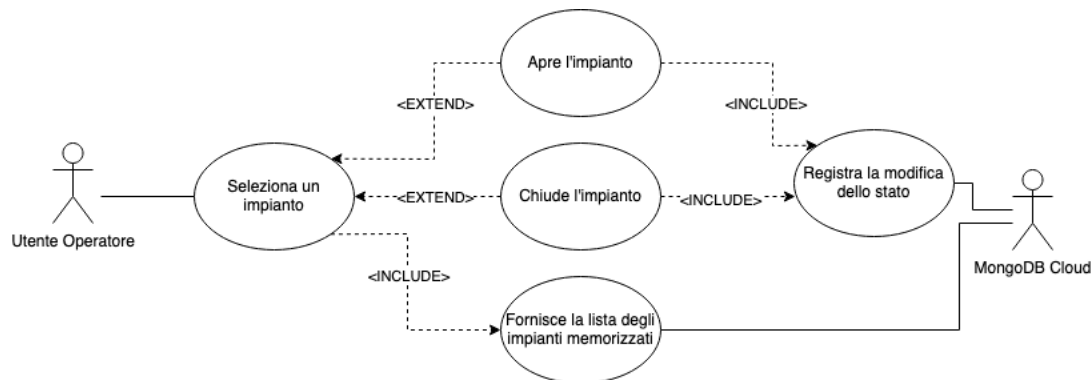 Apre l'impianto
<EXTEND>
<INCLUDE>
Seleziona un
impianto
Chiude l'impianto
Registra la modifica
dello stato
<EXTEND>
<INCLUDE>
Utente Operatore
MongoDB Cloud
<INCLUDE>
Fornisce la lista degli
impianti memorizzati